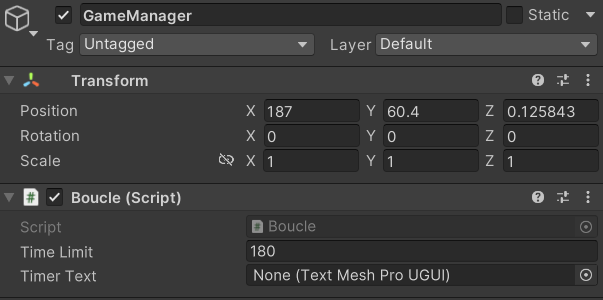 GameManager Static
Tag Untagged Layer Default
Transform
Position X 187 Y 60.4 Z 0.125843
Rotation X 0 Y 0 Z 0
Scale X 1 Y 1 Z 1
# Boucle (Script)
Script # Boucle
Time Limit 180
Timer Text None (Text Mesh Pro UGUI)